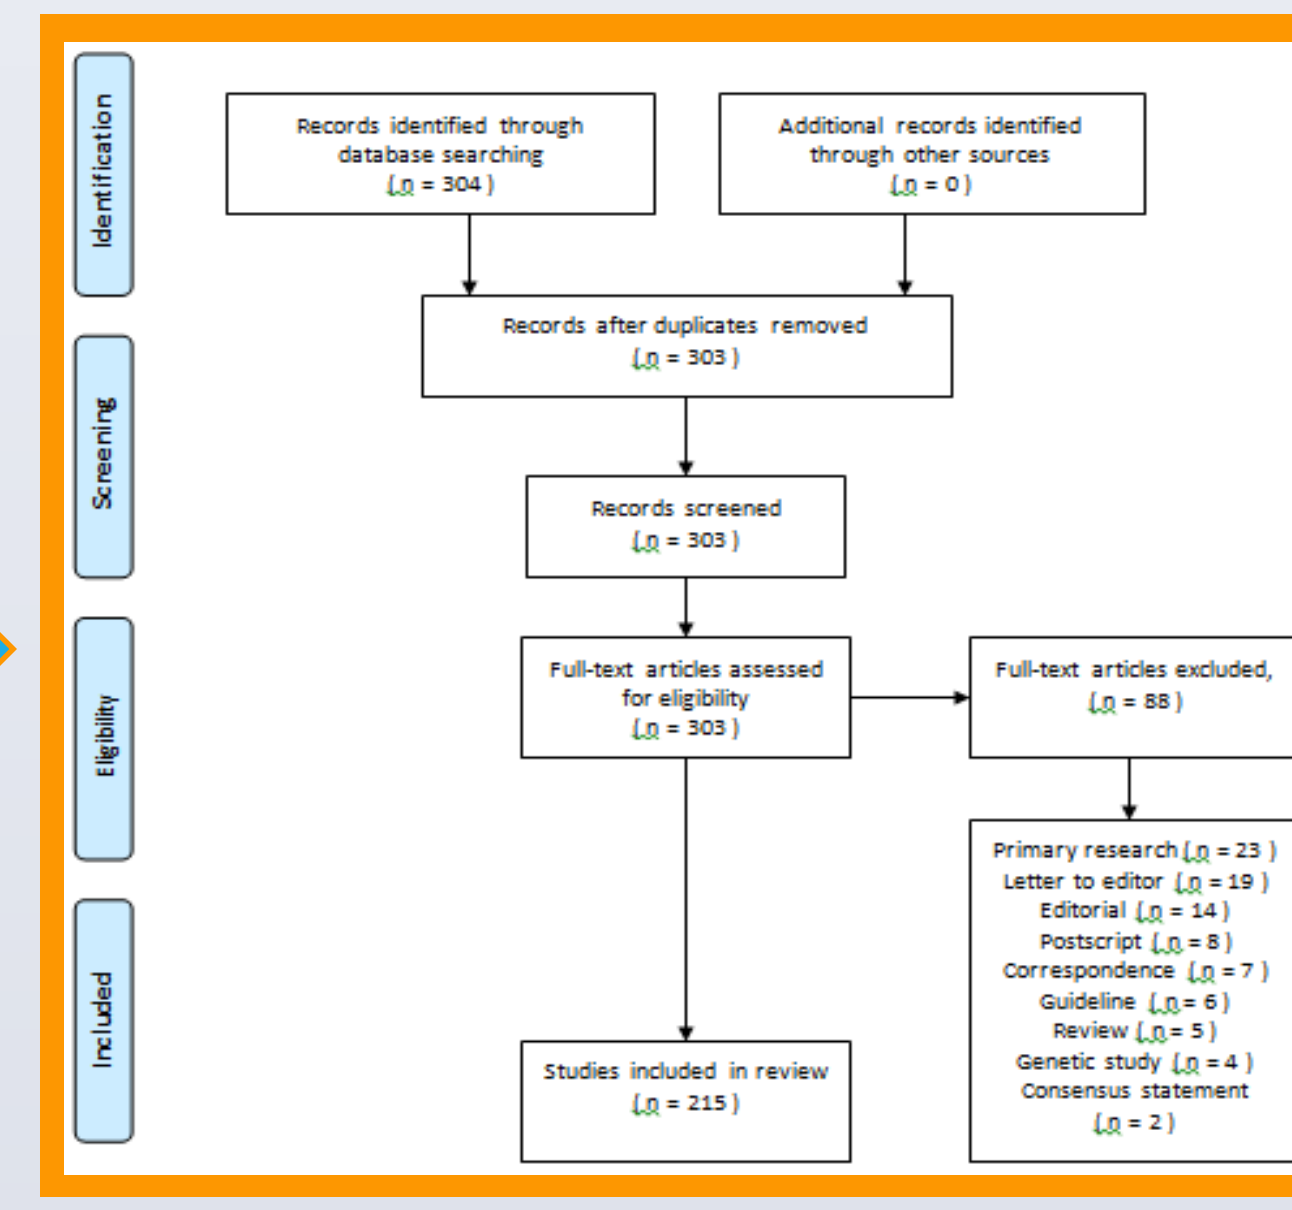 Identification
Records identified through
database searching
( n = 304 )
Additional records identified
through other sources
( n = 0 )
Records after duplicates removed
( n = 303 )
Screening
Records screened
( n = 303 )
Eligibility
Full-text articles assessed
for eligibility
( n = 303 )
Full-text articles excluded,
( n = 88 )
Primary research ( n = 23 )
Letter to editor ( n = 19 )
Editorial ( n = 14 )
Postscript ( n = 8 )
Correspondence ( n = 7 )
Guideline ( n = 6 )
Review ( n = 5 )
Genetic study ( n = 4 )
Consensus statement
( n = 2 )
Included
Studies included in review
( n = 215 )